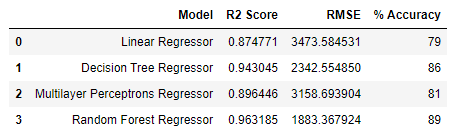 Model R2 Score RMSE % Accuracy
0 Linear Regressor 0.874771 3473.584531 79
1 Decision Tree Regressor 0.943045 2342.554850 86
2 Multilayer Perceptrons Regressor 0.896446 3158.693904 81
3 Random Forest Regressor 0.963185 1883.367924 89